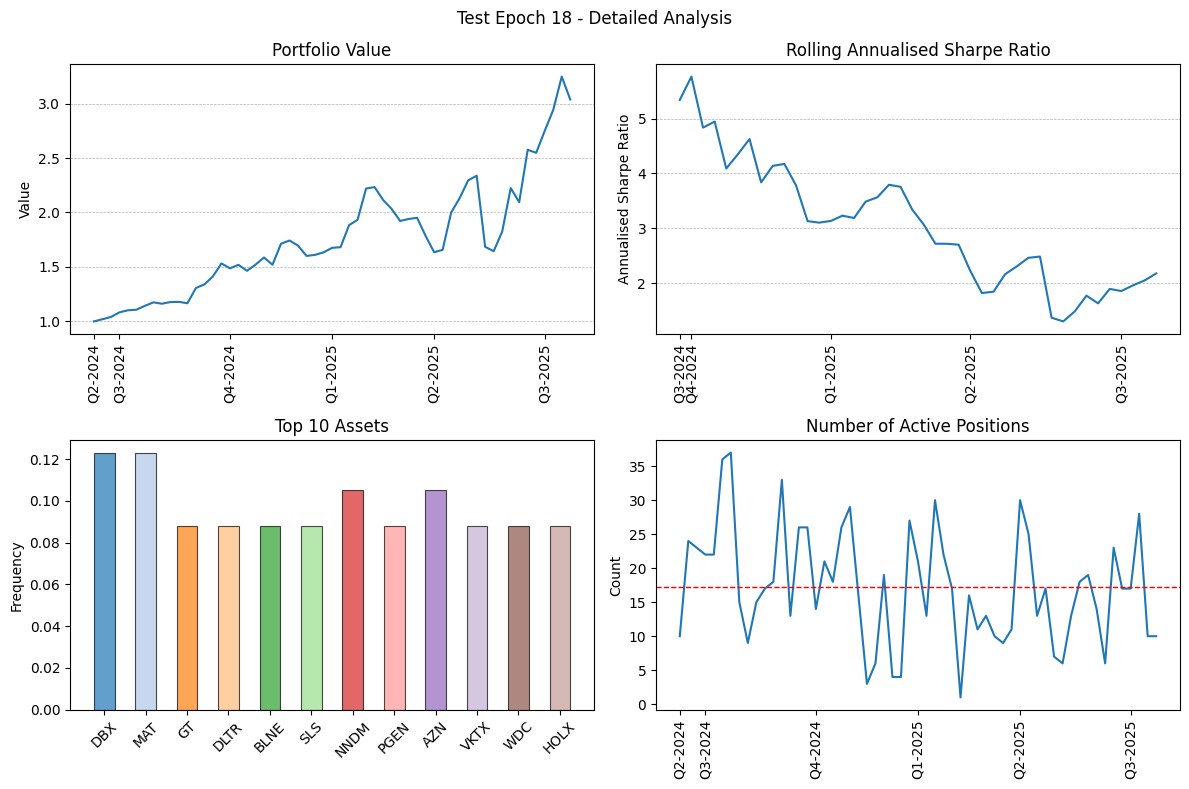 Test Epoch 18 - Detailed Analysis
Portfolio Value
Value
3.0
2.5
2.0
1.5
1.0
Q2-2024
Q3-2024
Q4-2024
Q1-2025
Q2-2025
Q3-2025
Rolling Annualised Sharpe Ratio
Annualised Sharpe Ratio
5
4
3
2
Q3-2024
Q4-2024
Q1-2025
Q2-2025
Q3-2025
Top 10 Assets
Frequency
0.12
0.10
0.08
0.06
0.04
0.02
0.00
DBX
MAT
GT
DLTR
BLNE
SLS
NNDM
PGEN
AZN
VKTX
WDC
HOLX
Number of Active Positions
Count
35
30
25
20
15
10
5
0
Q2-2024
Q3-2024
Q4-2024
Q1-2025
Q2-2025
Q3-2025